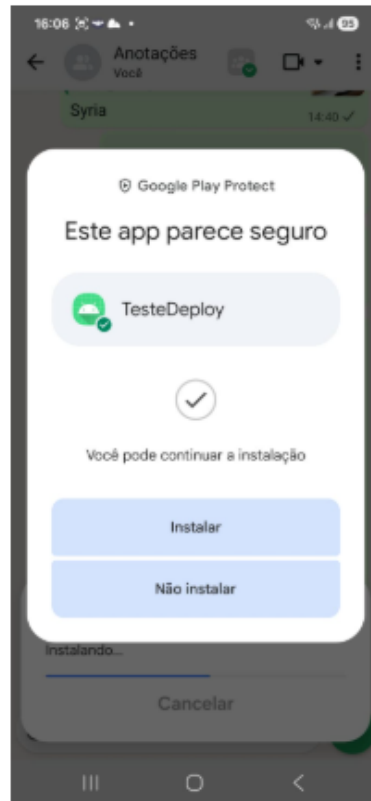 16:06
95
Anotações
Você
Syria
14:40
Google Play Protect
Este app parece seguro
TesteDeploy
Você pode continuar a instalação
Instalar
Não instalar
Instalando...
Cancelar